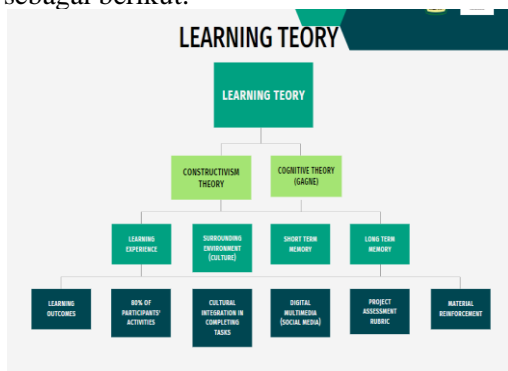 sebagai berikut:
LEARNING TEORY
LEARNING TEORY
CONSTRUCTIVISM
THEORY
COGNITIVE THEORY
(GAGNE)
LEARNING
EXPERIENCE
SURROUNDING
ENVIRONMENT
(CULTURE)
SHORT TERM
MEMORY
LONG TERM
MEMORY
LEARNING
OUTCOMES
80% OF
PARTICIPANTS'
ACTIVITIES
CULTURAL
INTEGRATION IN
COMPLETING
TASKS
DIGITAL
MULTIMEDIA
(SOCIAL MEDIA)
PROJECT
ASSESSMENT
RUBRIC
MATERIAL
REINFORCEMENT